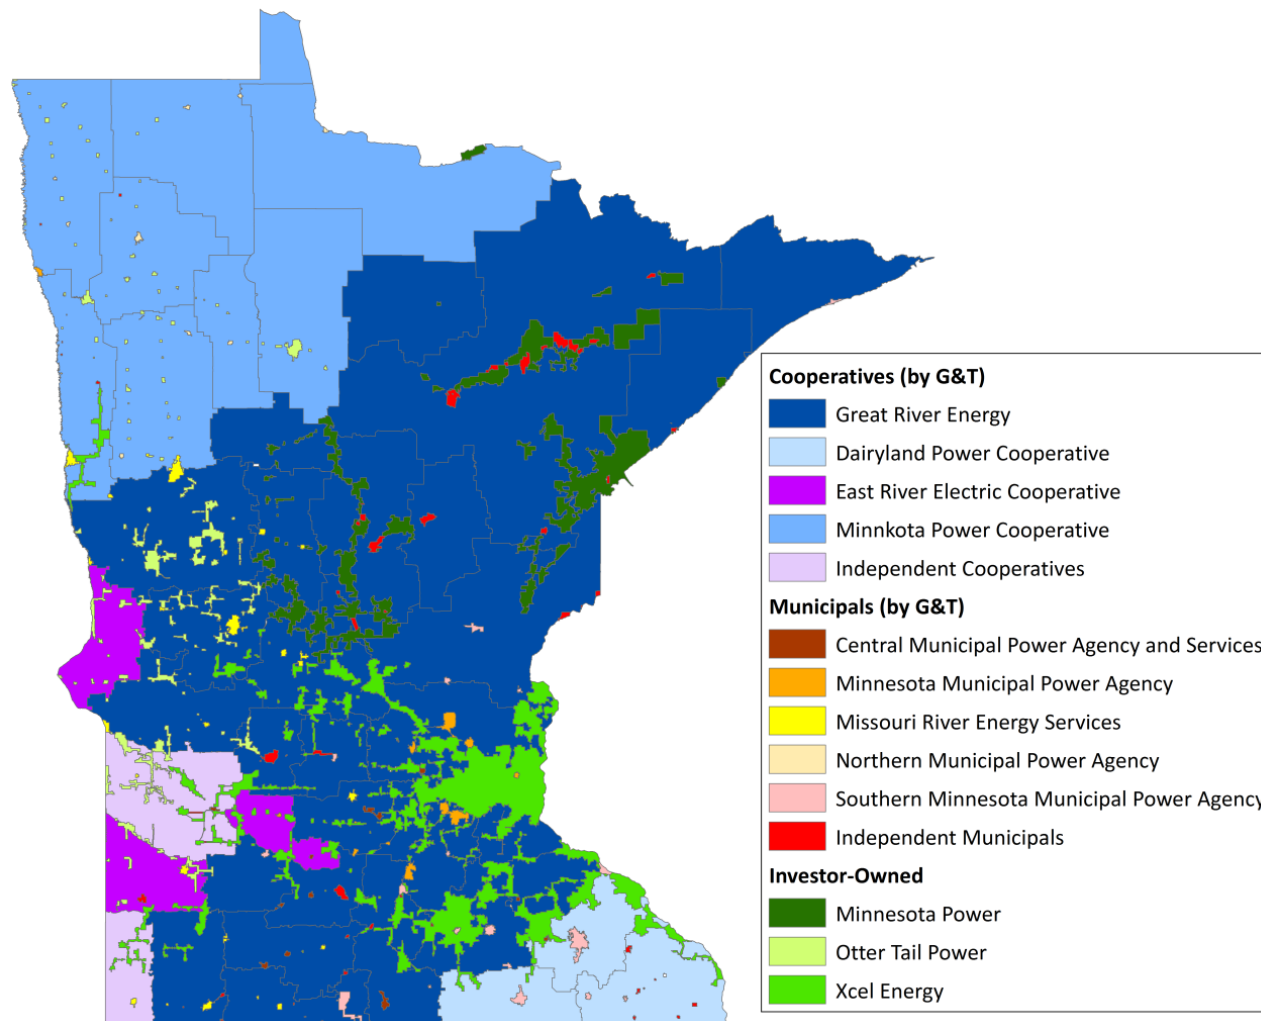 Cooperatives (by G&T)
Great River Energy
Dairyland Power Cooperative
East River Electric Cooperative
Minnkota Power Cooperative
Independent Cooperatives
Municipals (by G&T)
Central Municipal Power Agency and Services
Minnesota Municipal Power Agency
Missouri River Energy Services
Northern Municipal Power Agency
Southern Minnesota Municipal Power Agency
Independent Municipals
Investor-Owned
Minnesota Power
Otter Tail Power
Xcel Energy